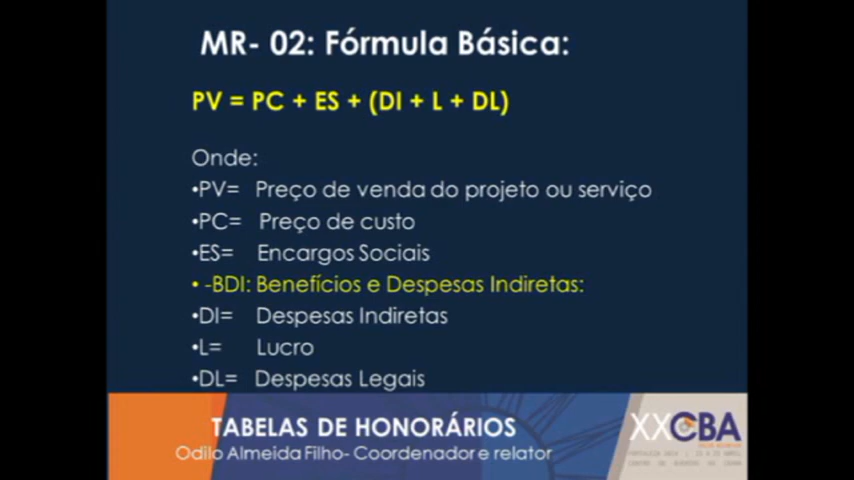 MR- 02: Fórmula Básica:
PV = PC + ES + (DI + L + DL)
Onde:
•PV= Preço de venda do projeto ou serviço
•PC= Preço de custo
•ES= Encargos Sociais
• -BDI: Benefícios e Despesas Indiretas:
•DI= Despesas Indiretas
•L= Lucro
•DL= Despesas Legais
TABELAS DE HONORÁRIOS
Odilo Almeida Filho- Coordenador e relator
XXCBA